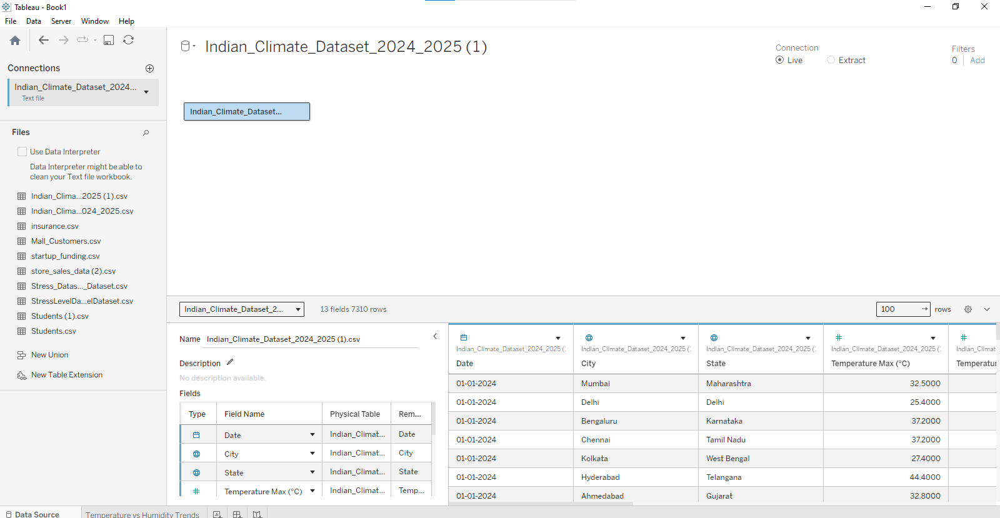 Tableau - Book1
File Data Server Window Help
Connections
Indian_Climate_Dataset_2024...
Text file
Files
Use Data Interpreter
Data Interpreter might be able to
clean your Text file workbook.
Indian_Clima...2025 (1).csv
Indian_Clima...024_2025.csv
insurance.csv
Mall_Customers.csv
startup_funding.csv
store_sales_data (2).csv
Stress_Datas..._Dataset.csv
StressLevelDa...elDataset.csv
Students (1).csv
Students.csv
New Union
New Table Extension
Indian_Climate_Dataset_2024_2025 (1)
Connection
Live Extract
Filters
0 Add
Indian_Climate_Dataset...
Indian_Climate_Dataset_2... 13 fields 7310 rows 100 rows
Name Indian_Climate_Dataset_2024_2025 (1).csv
Description
No description available.
Fields
Type Field Name Physical Table Rem...
Date Indian_Climat... Date
City Indian_Climat... City
State Indian_Climat... State
Temperature Max (°C) Indian_Climat... Temp...
Indian_Climate_Dataset_2024_2025 (: Indian_Climate_Dataset_2024_2025 (: Indian_Climate_Dataset_2024_2025 (: Indian_Climate_Dataset_2024_2025 (: Indian_Climat
Date City State Temperature Max (°C) Temperatur
01-01-2024 Mumbai Maharashtra 32.5000
01-01-2024 Delhi Delhi 25.4000
01-01-2024 Bengaluru Karnataka 37.2000
01-01-2024 Chennai Tamil Nadu 37.2000
01-01-2024 Kolkata West Bengal 27.4000
01-01-2024 Hyderabad Telangana 44.4000
01-01-2024 Ahmedabad Gujarat 32.8000
Data Source Temperature vs Humidity Trends